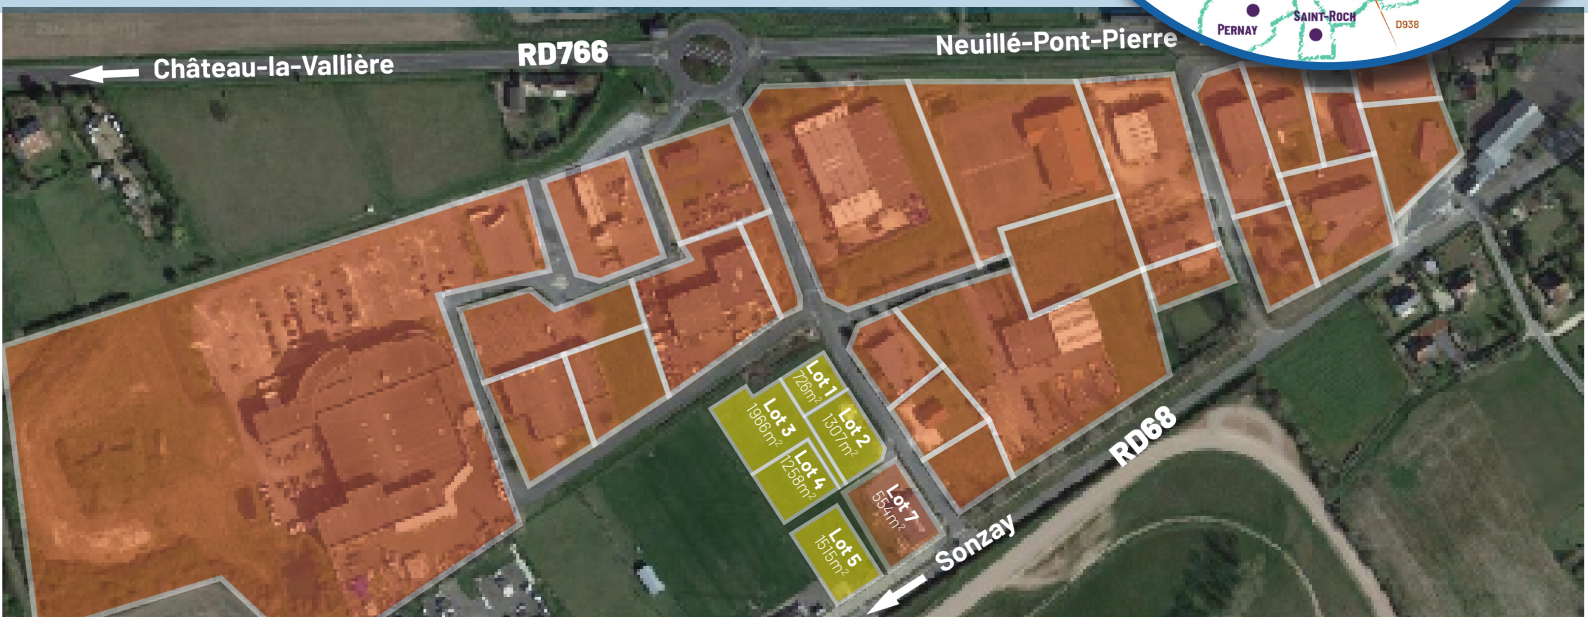 PERNAY
SAINT-ROCH
D938
Château-la-Vallière
RD766
Neuillé-Pont-Pierre
Lot 1
726m²
Lot 2
1307m²
Lot 3
1966m²
Lot 4
1258m²
Lot 7
554m²
Lot 5
1515m²
RD68
Sonzay